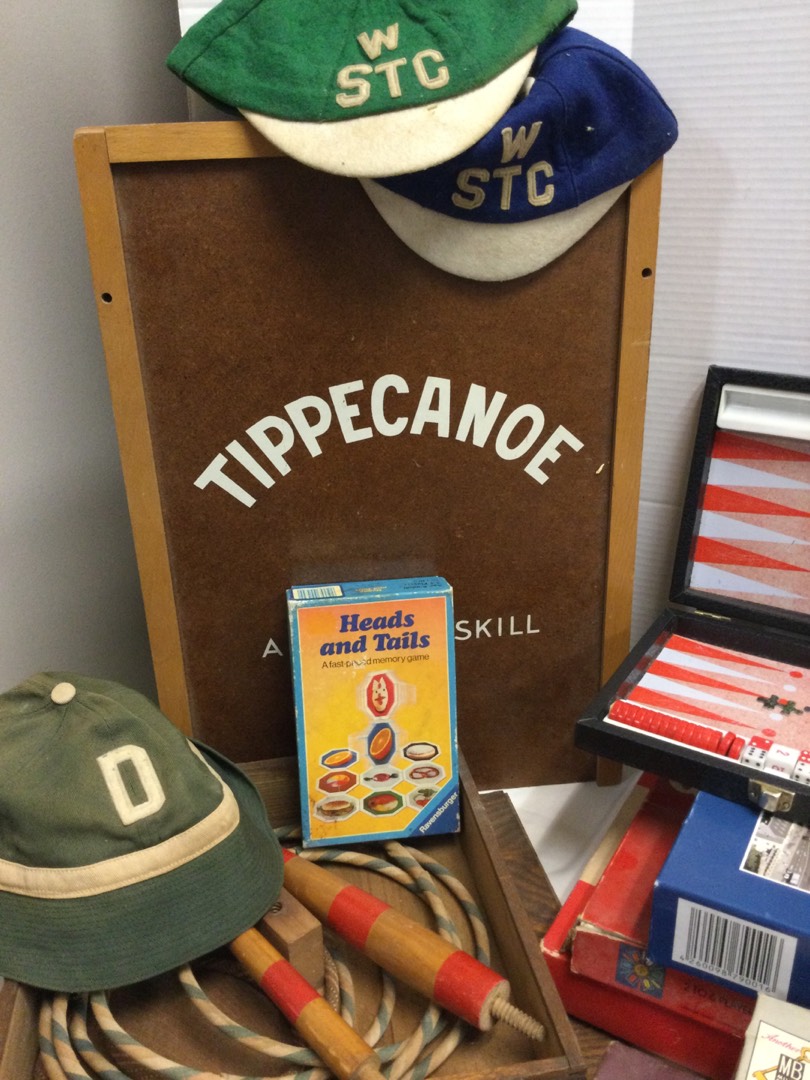 W
STC
W
STC
TIPPECANOE
A SKILL
Heads
and Tails
A fast-paced memory game
Ravensburger
D
MB